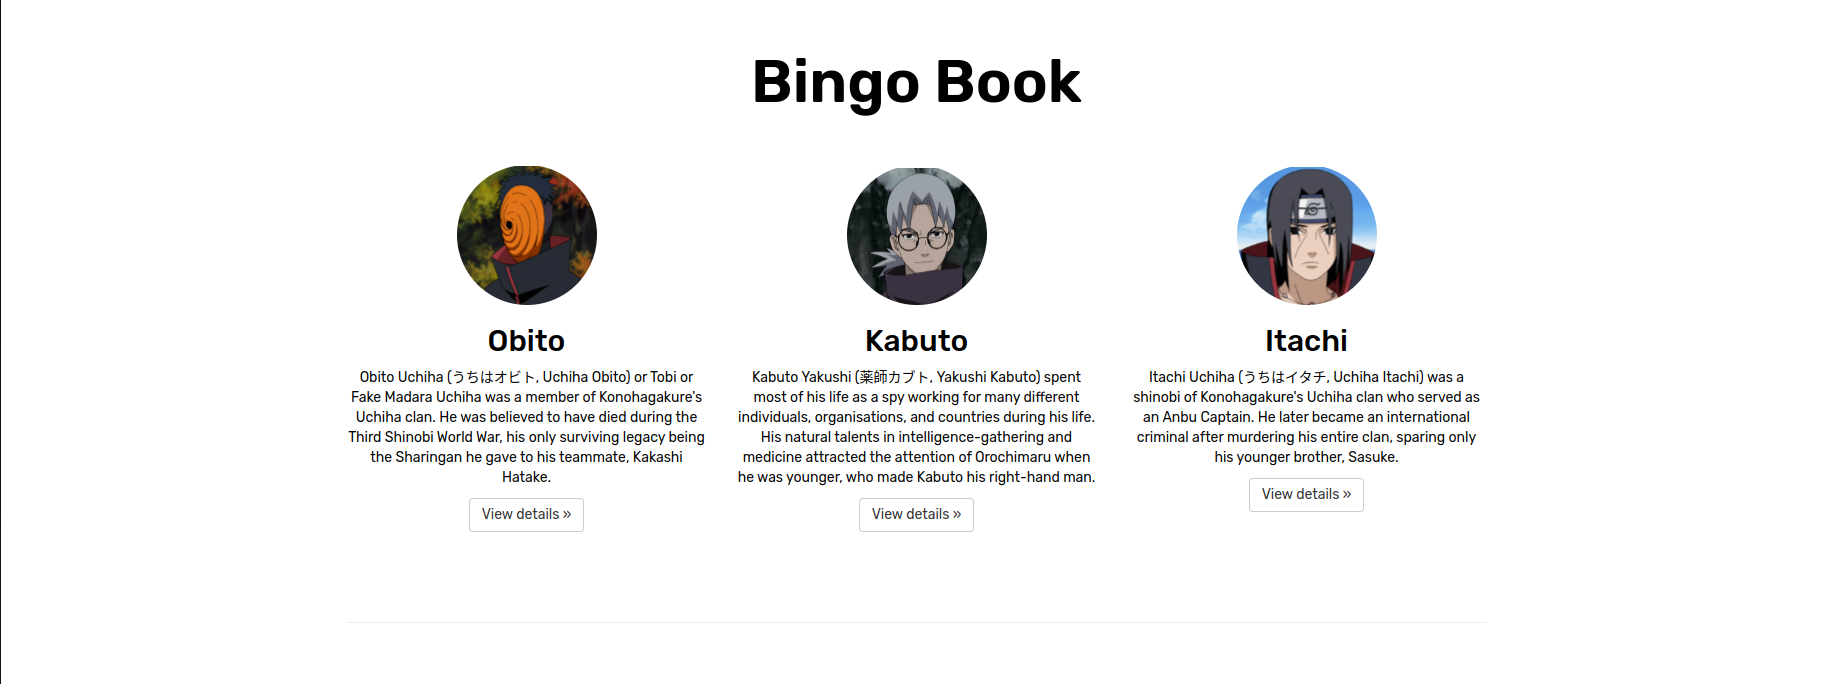 Bingo Book
Obito
Obito Uchiha (うちはオビト, Uchiha Obito) or Tobi or
Fake Madara Uchiha was a member of Konohagakure's
Uchiha clan. He was believed to have died during the
Third Shinobi World War, his only surviving legacy being
the Sharingan he gave to his teammate, Kakashi
Hatake.
View details »
Kabuto
Kabuto Yakushi (薬師カブト, Yakushi Kabuto) spent
most of his life as a spy working for many different
individuals, organisations, and countries during his life.
His natural talents in intelligence-gathering and
medicine attracted the attention of Orochimaru when
he was younger, who made Kabuto his right-hand man.
View details »
Itachi
Itachi Uchiha (うちはイタチ, Uchiha Itachi) was a
shinobi of Konohagakure's Uchiha clan who served as
an Anbu Captain. He later became an international
criminal after murdering his entire clan, sparing only
his younger brother, Sasuke.
View details »